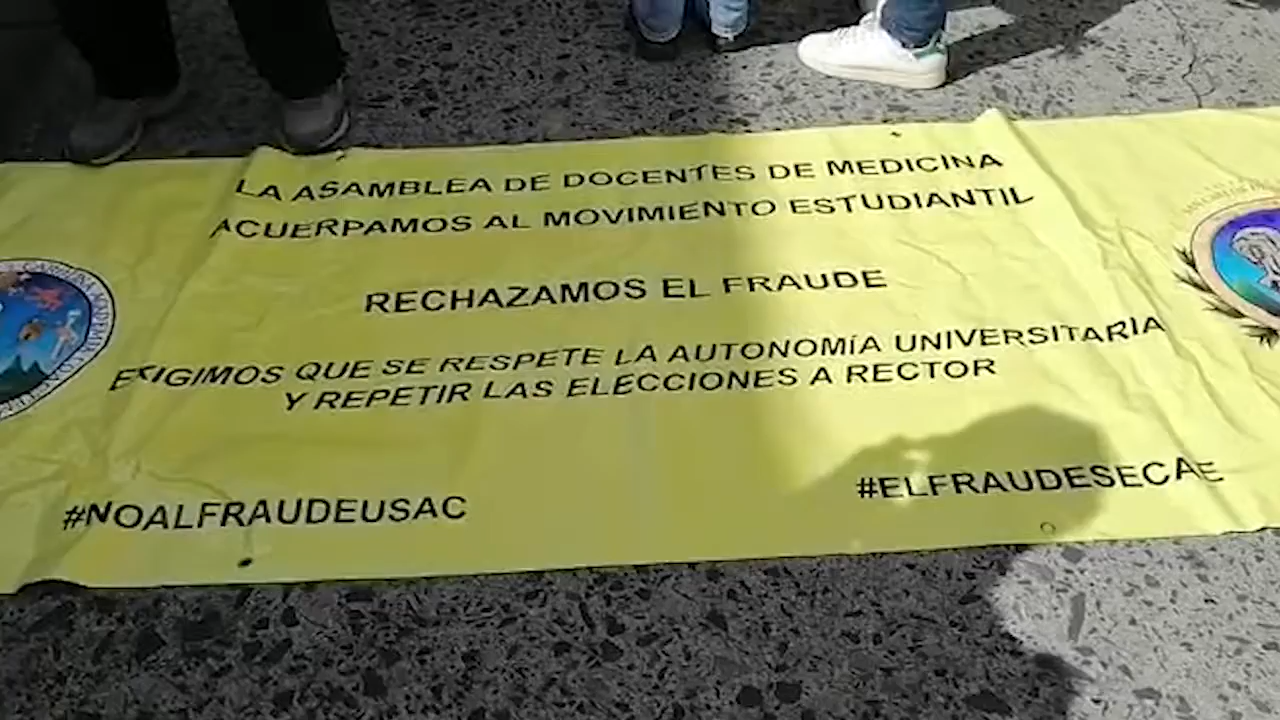 LA ASAMBLEA DE DOCENTES DE MEDICINA
ACUERPAMOS AL MOVIMIENTO ESTUDIANTIL
RECHAZAMOS EL FRAUDE
EXIGIMOS QUE SE RESPETE LA AUTONOMÍA UNIVERSITARIA
Y REPETIR LAS ELECCIONES A RECTOR
#NOALFRAUDEUSAC
#ELFRAUDESECAE